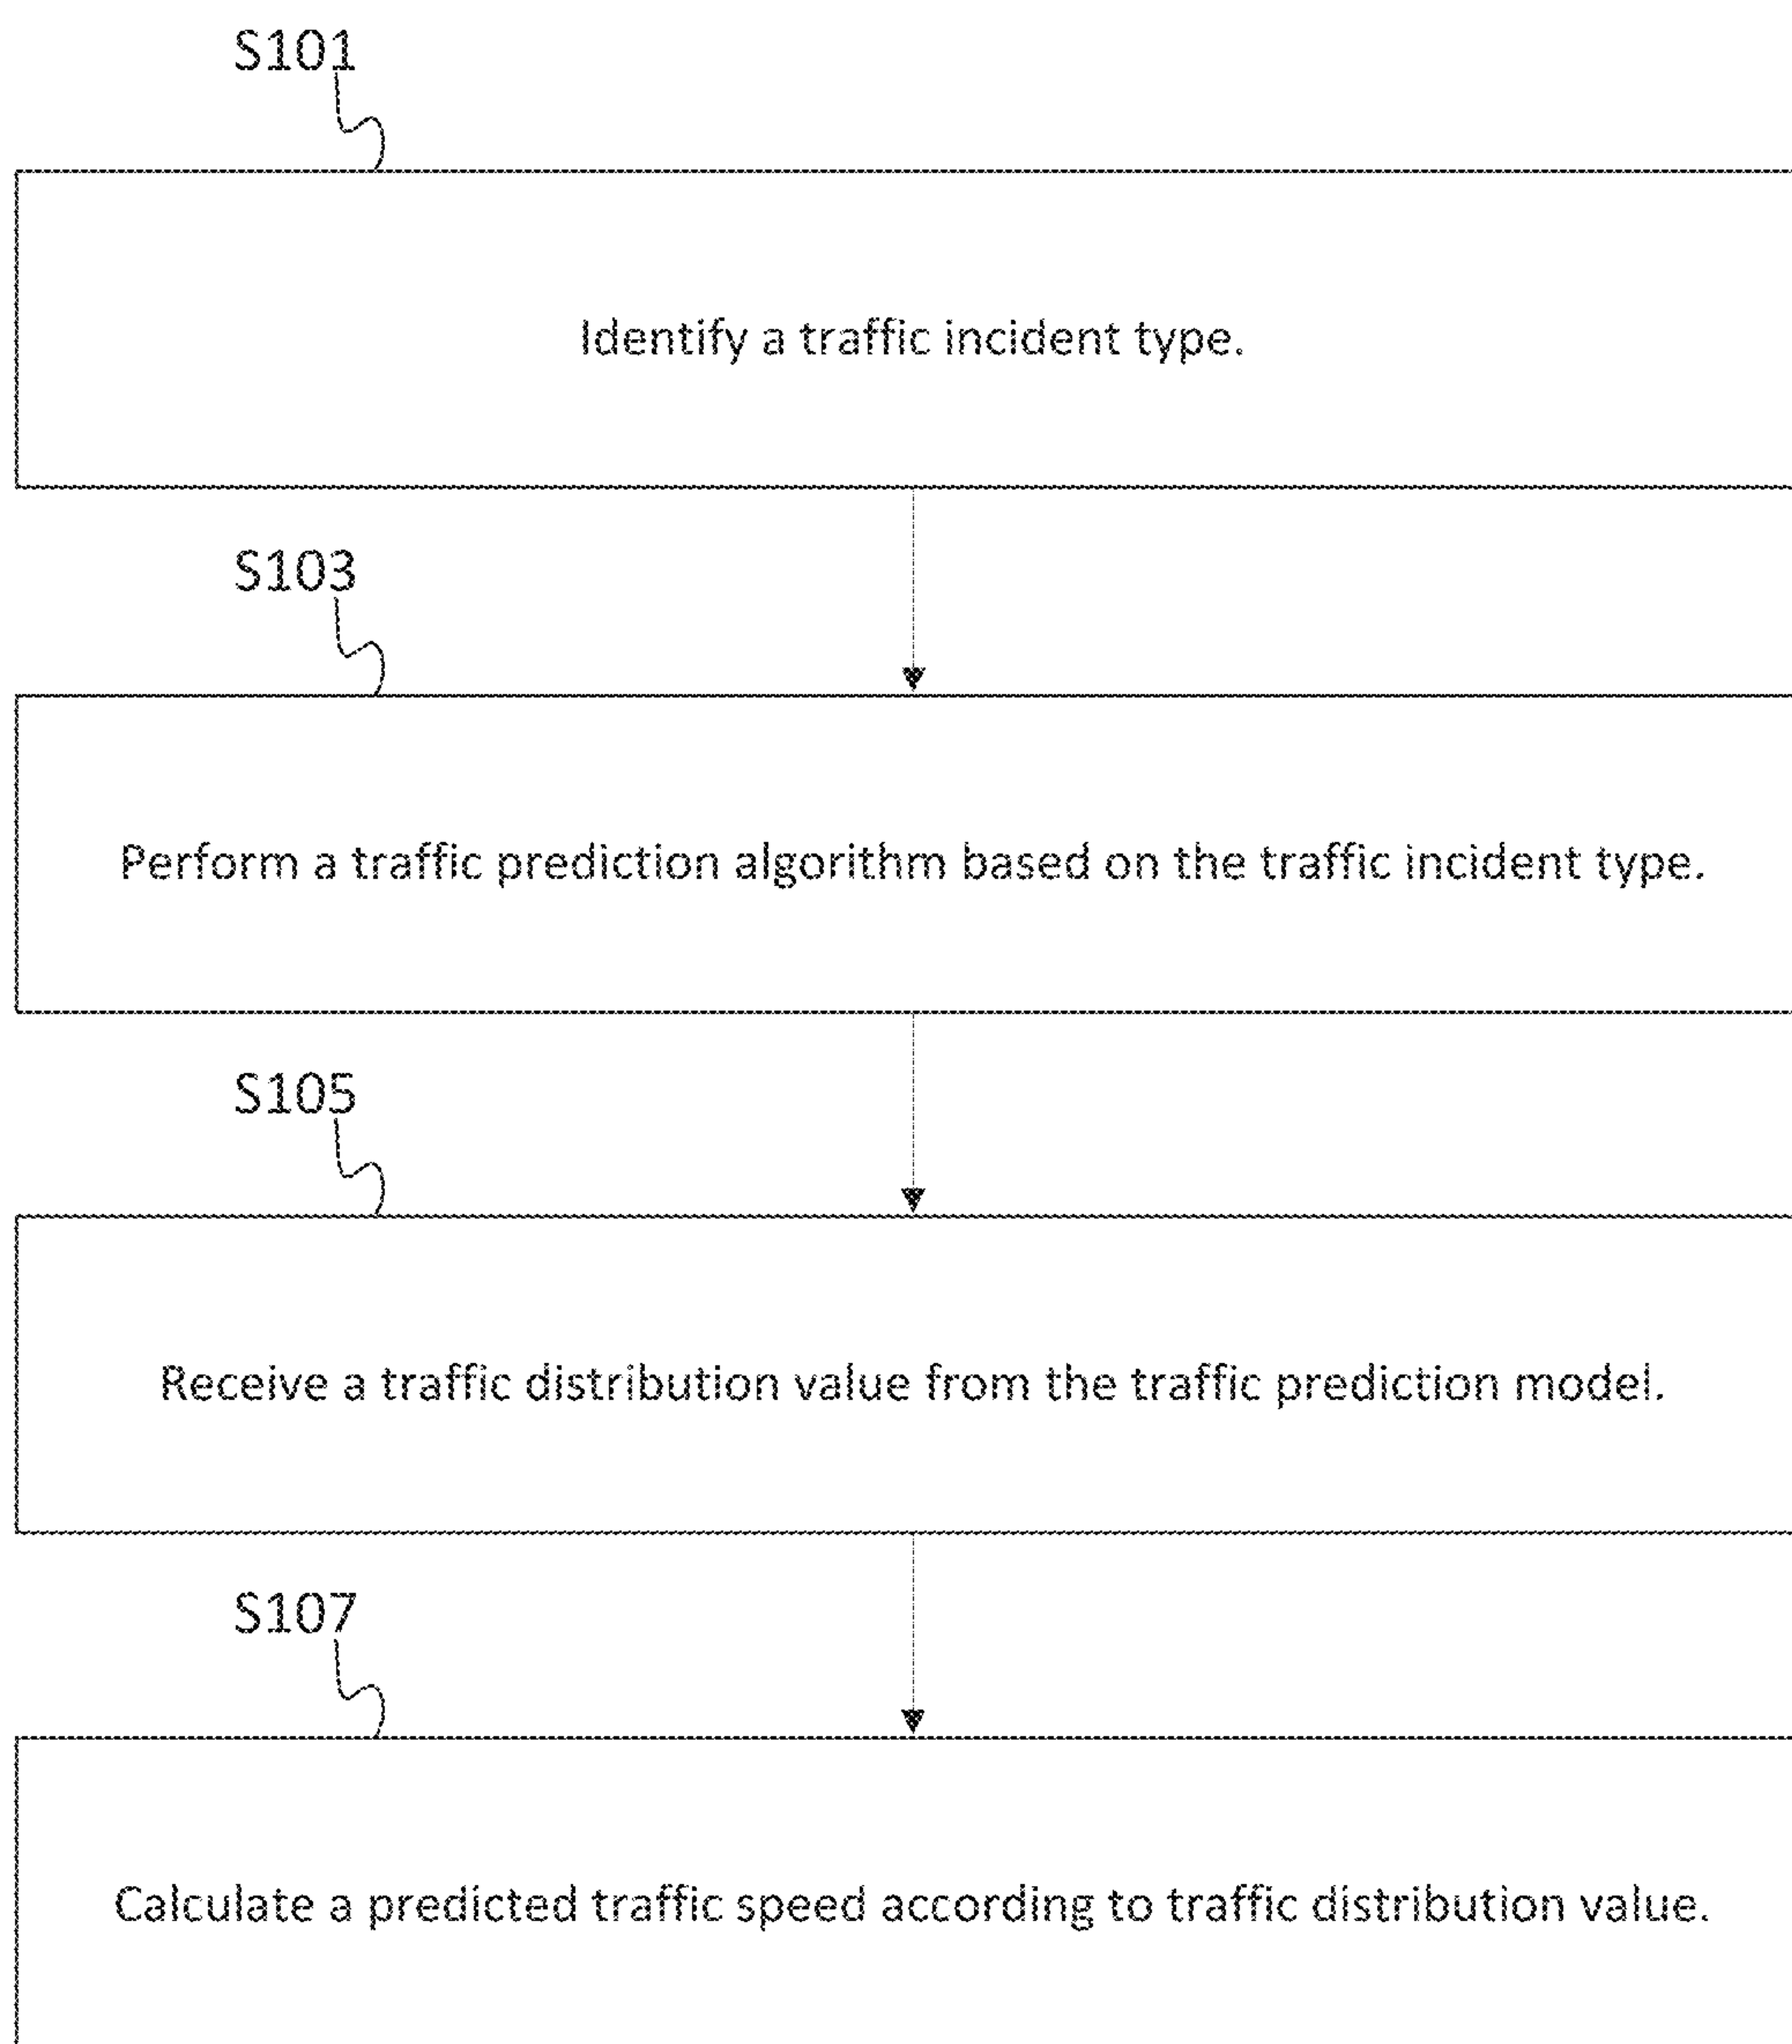 S101
Identify a traffic incident type.
S103
Perform a traffic prediction algorithm based on the traffic incident type.
S105
Receive a traffic distribution value from the traffic prediction model.
S107
Calculate a predicted traffic speed according to traffic distribution value.